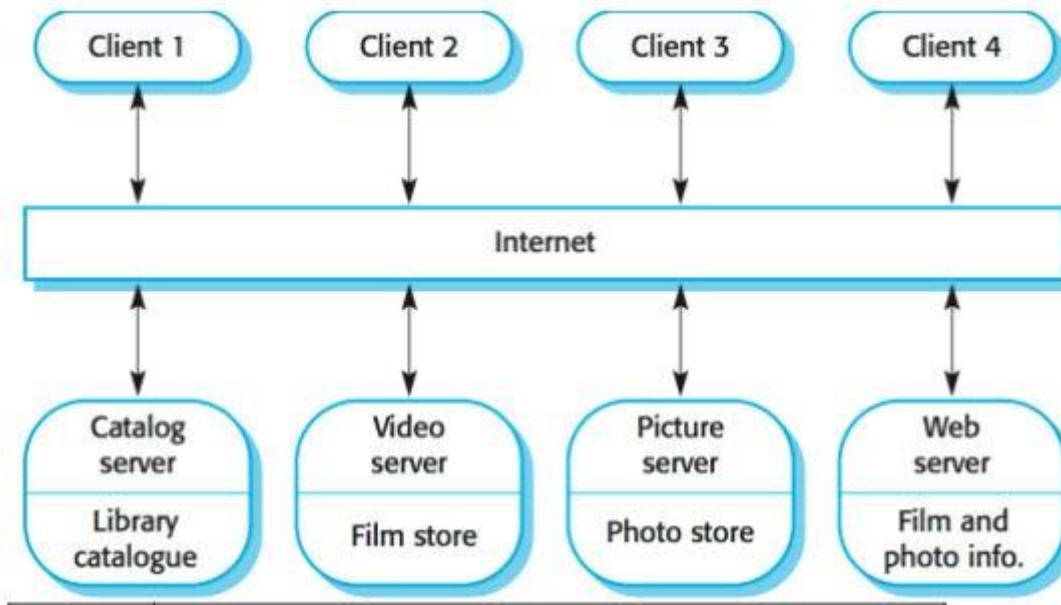 Client 1
Client 2
Client 3
Client 4
Internet
Catalog
server
Library
catalogue
Video
server
Film store
Picture
server
Photo store
Web
server
Film and
photo info.